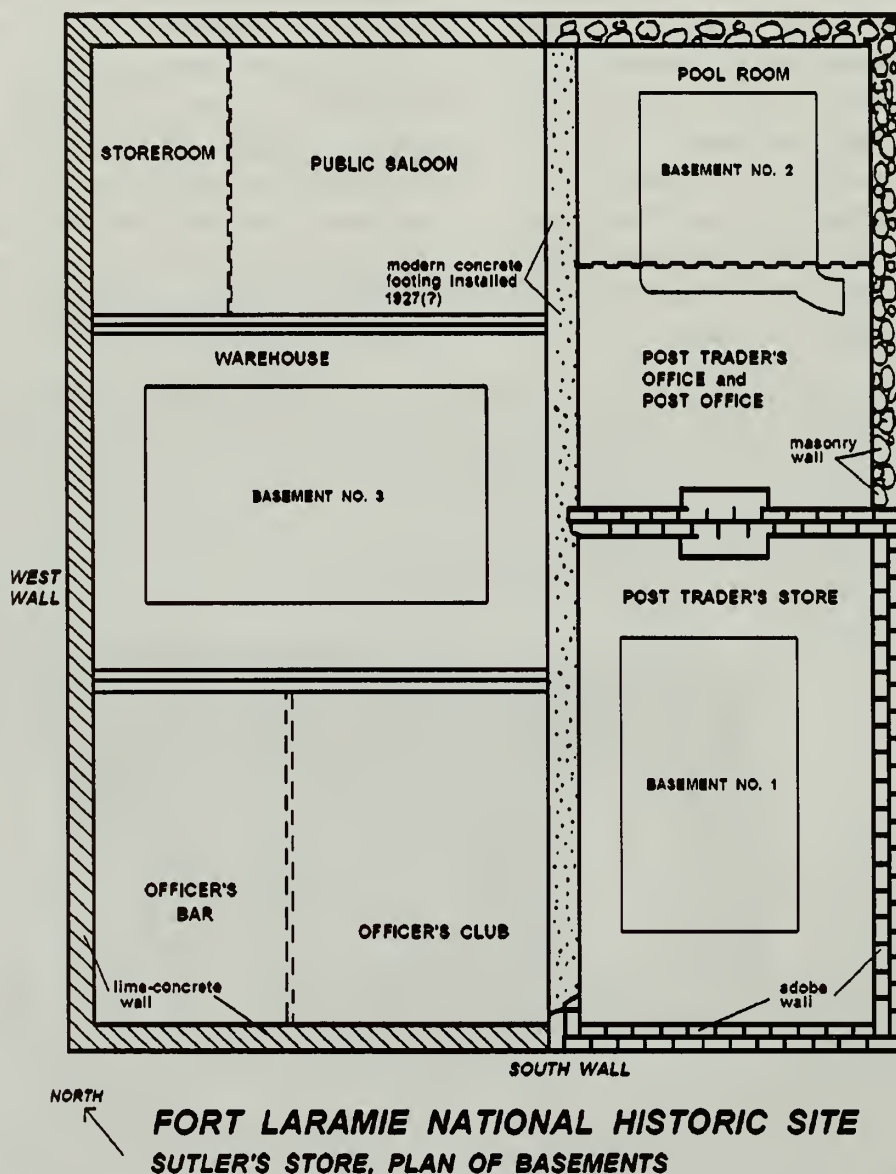 POOL ROOM
STOREROOM
PUBLIC SALOON
BASEMENT NO. 2
modern concrete
footing installed
1927(?)
WAREHOUSE
POST TRADER'S
OFFICE and
POST OFFICE
masonry
wall
BASEMENT NO. 3
WEST
WALL
POST TRADER'S STORE
BASEMENT NO. 1
OFFICER'S
BAR
OFFICER'S CLUB
lime-concrete
wall
adobe
wall
SOUTH WALL
NORTH
FORT LARAMIE NATIONAL HISTORIC SITE
SUTLER'S STORE, PLAN OF BASEMENTS